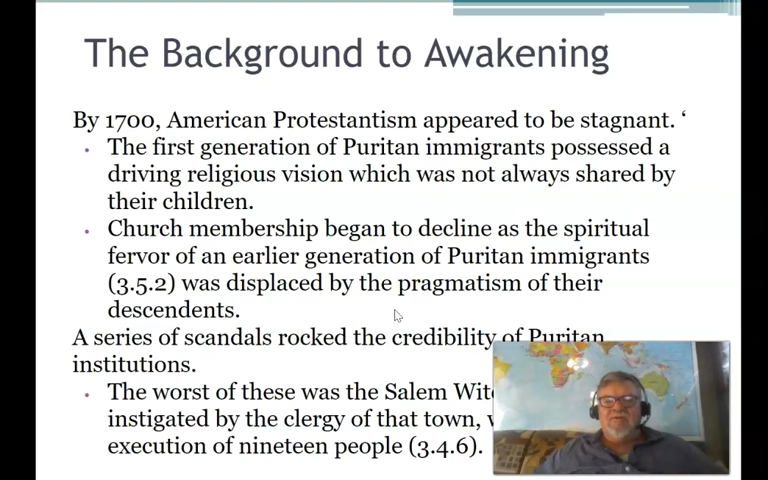 The Background to Awakening
By 1700, American Protestantism appeared to be stagnant. ‘
• The first generation of Puritan immigrants possessed a
driving religious vision which was not always shared by
their children.
• Church membership began to decline as the spiritual
fervor of an earlier generation of Puritan immigrants
(3.5.2) was displaced by the pragmatism of their
descendents.
A series of scandals rocked the credibility of Puritan
institutions.
• The worst of these was the Salem
instigated by the clergy of that town,
execution of nineteen people (3.4.6).